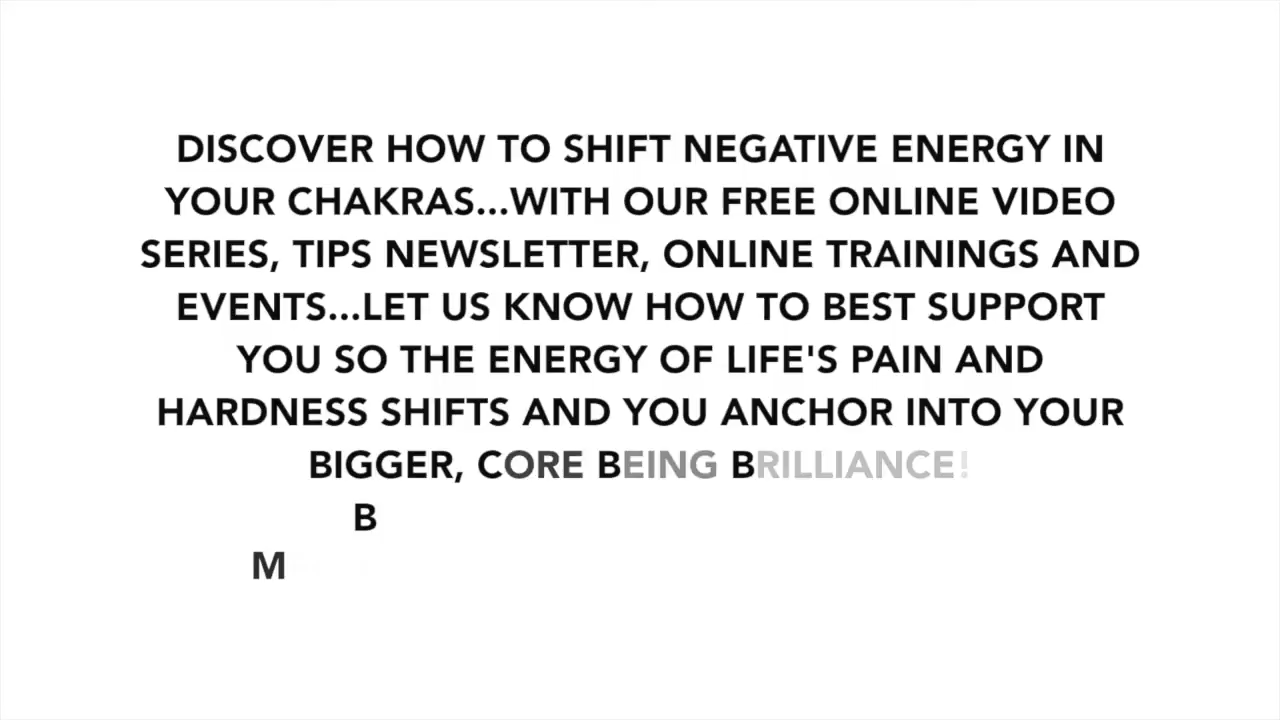 DISCOVER HOW TO SHIFT NEGATIVE ENERGY IN
YOUR CHAKRAS...WITH OUR FREE ONLINE VIDEO
SERIES, TIPS NEWSLETTER, ONLINE TRAININGS AND
EVENTS...LET US KNOW HOW TO BEST SUPPORT
YOU SO THE ENERGY OF LIFE'S PAIN AND
HARDNESS SHIFTS AND YOU ANCHOR INTO YOUR
BIGGER, CORE BEING BRILLIANCE!
B
M